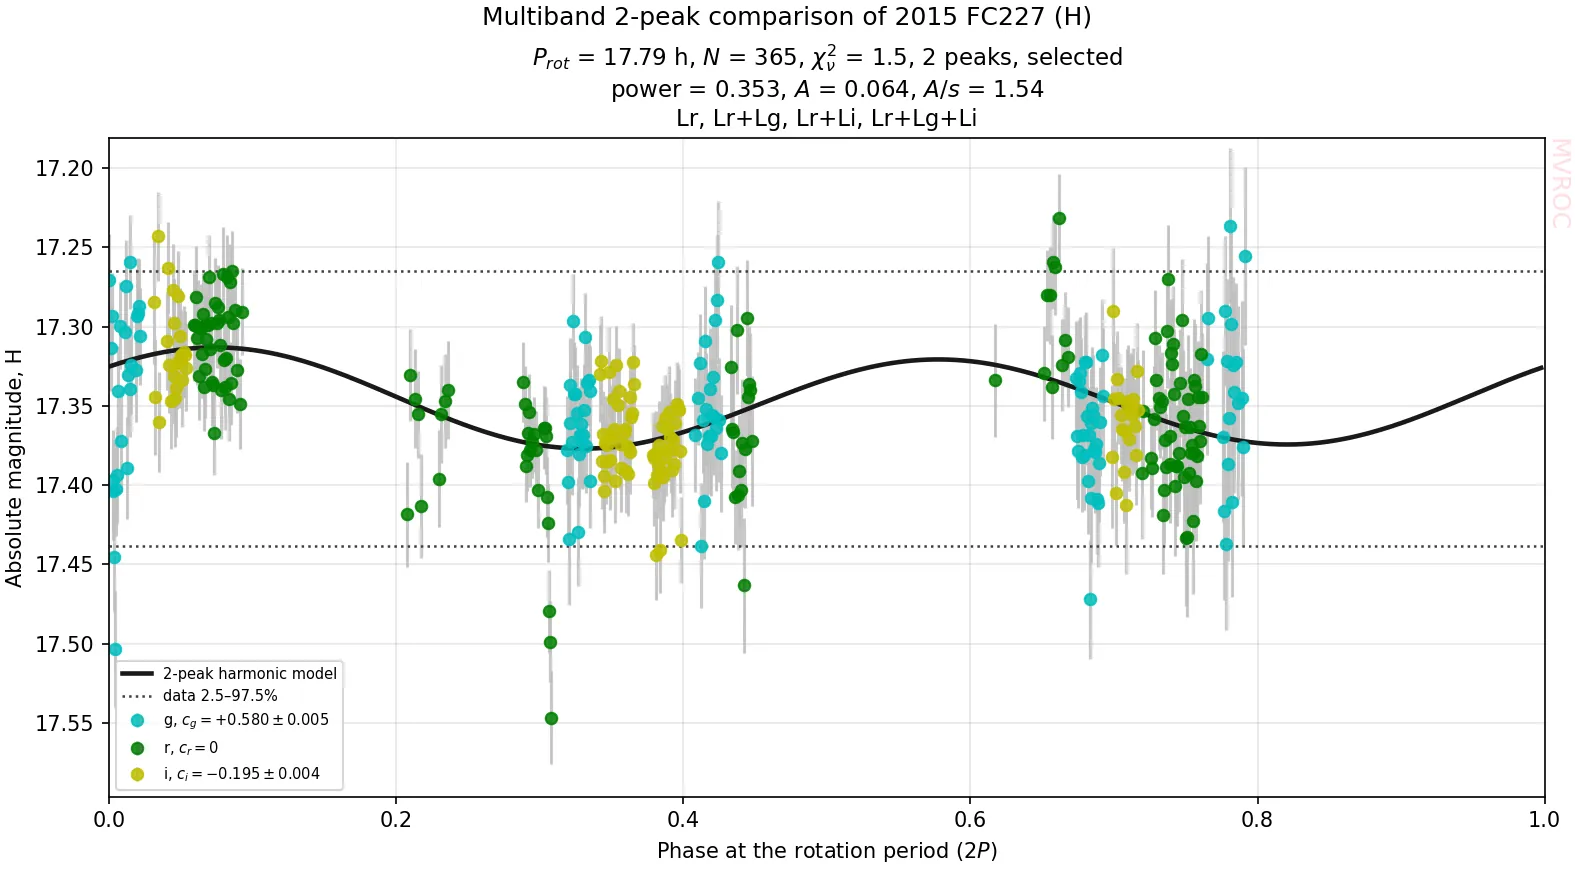 Multiband 2-peak comparison of 2015 FC227 (H)
P_rot = 17.79 h, N = 365, χ²_ν = 1.5, 2 peaks, selected
power = 0.353, A = 0.064, A/s = 1.54
Lr, Lr+Lg, Lr+Li, Lr+Lg+Li
MVROC
Absolute magnitude, H
17.20
17.25
17.30
17.35
17.40
17.45
17.50
17.55
2-peak harmonic model
data 2.5–97.5%
g, c_g = +0.580 ± 0.005
r, c_r = 0
i, c_i = −0.195 ± 0.004
0.0 0.2 0.4 0.6 0.8 1.0
Phase at the rotation period (2P)